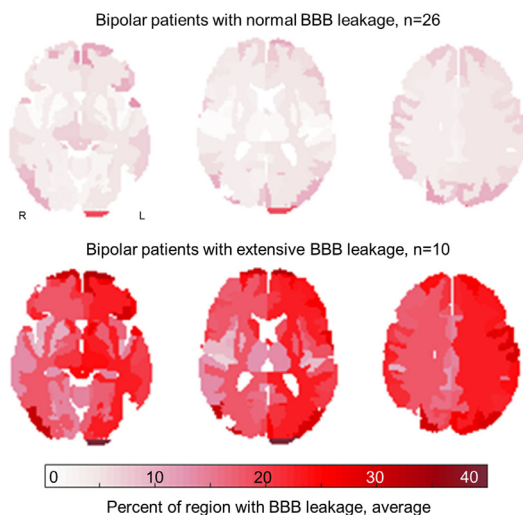 Bipolar patients with normal BBB leakage, n=26
R L
Bipolar patients with extensive BBB leakage, n=10
0 10 20 30 40
Percent of region with BBB leakage, average